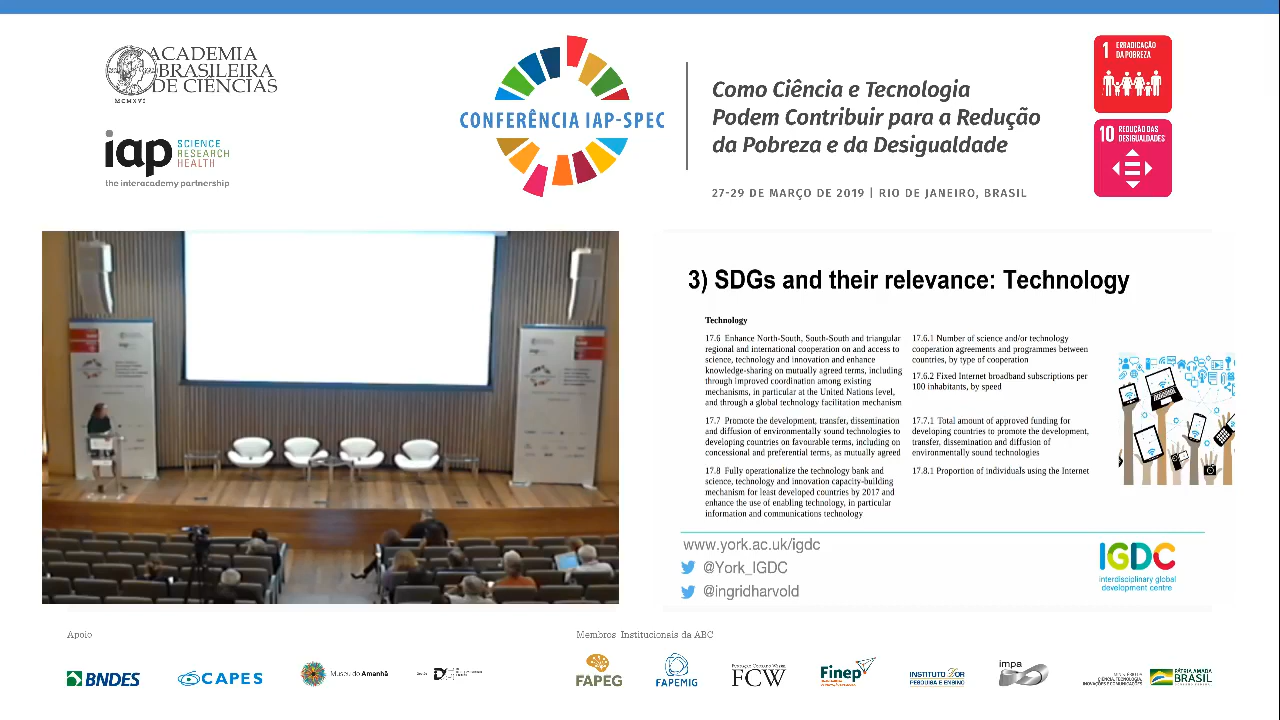 ACADEMIA
BRASILEIRA
DE CIÊNCIAS
MCMXVI
iap SCIENCE
RESEARCH
HEALTH
the interacademy partnership
CONFERÊNCIA IAP-SPEC
Como Ciência e Tecnologia
Podem Contribuir para a Redução
da Pobreza e da Desigualdade
27-29 DE MARÇO DE 2019 | RIO DE JANEIRO, BRASIL
1 ERRADICAÇÃO
DA POBREZA
10 REDUÇÃO DAS
DESIGUALDADES
3) SDGs and their relevance: Technology
Technology
17.6 Enhance North-South, South-South and triangular
regional and international cooperation on and access to
science, technology and innovation and enhance
knowledge-sharing on mutually agreed terms, including
through improved coordination among existing
mechanisms, in particular at the United Nations level,
and through a global technology facilitation mechanism
17.6.1 Number of science and/or technology
cooperation agreements and programmes between
countries, by type of cooperation
17.6.2 Fixed Internet broadband subscriptions per
100 inhabitants, by speed
17.7 Promote the development, transfer, dissemination
and diffusion of environmentally sound technologies to
developing countries on favourable terms, including on
concessional and preferential terms, as mutually agreed
17.7.1 Total amount of approved funding for
developing countries to promote the development,
transfer, dissemination and diffusion of
environmentally sound technologies
17.8 Fully operationalize the technology bank and
science, technology and innovation capacity-building
mechanism for least developed countries by 2017 and
enhance the use of enabling technology, in particular
information and communications technology
17.8.1 Proportion of individuals using the Internet
www.york.ac.uk/igdc
@York_IGDC
@ingridharvold
IGDC
interdisciplinary global
development centre
Apoio
BNDES
CAPES
Museu do Amanhã
Membros Institucionais da ABC
FAPEG
FAPEMIG
FCW
Finep
INSTITUTO D'OR
PESQUISA E ENSINO
impa
CIÊNCIA, TECNOLOGIA,
INOVAÇÕES E COMUNICAÇÕES
PÁTRIA AMADA
BRASIL